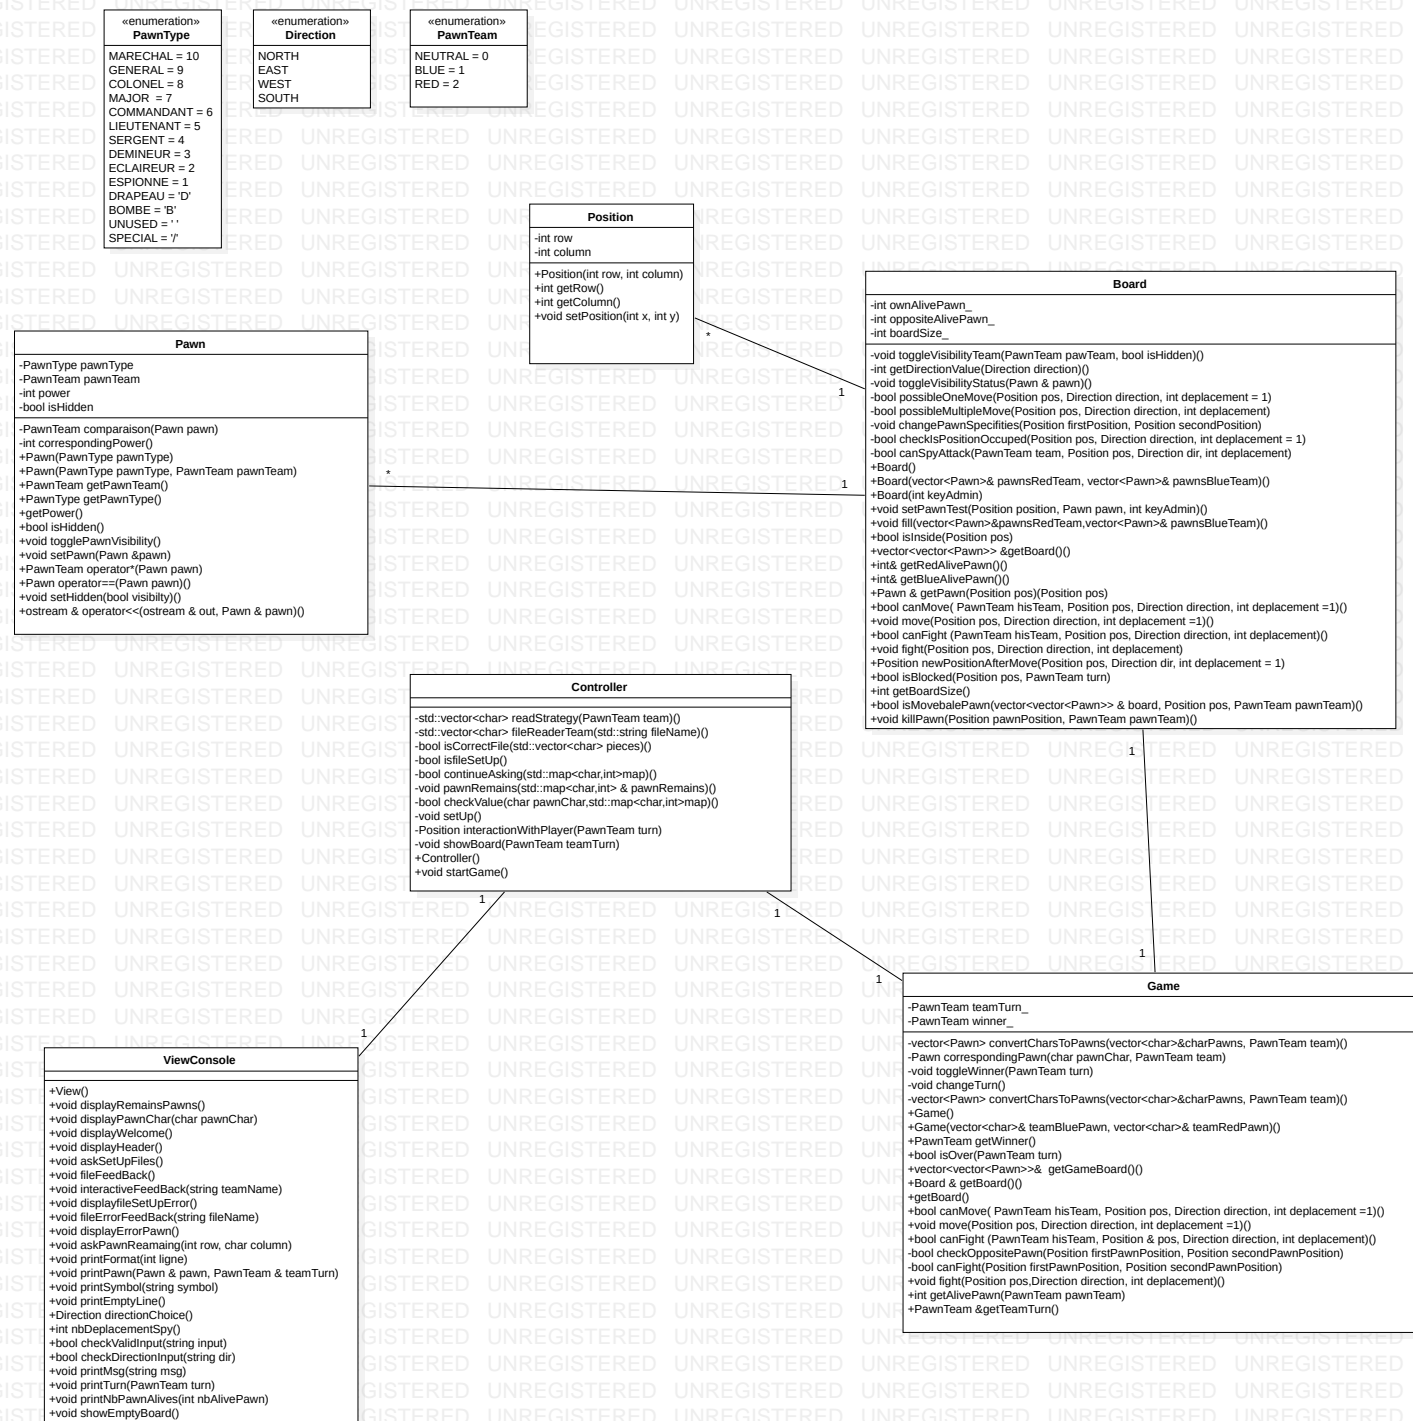 «enumeration»
PawnType
MARECHAL = 10
GENERAL = 9
COLONEL = 8
MAJOR  = 7
COMMANDANT = 6
LIEUTENANT = 5
SERGENT = 4
DEMINEUR = 3
ECLAIREUR = 2
ESPIONNE = 1
DRAPEAU = 'D'
BOMBE = 'B'
UNUSED = ' '
SPECIAL = '/'
«enumeration»
Direction
NORTH
EAST
WEST
SOUTH
«enumeration»
PawnTeam
NEUTRAL = 0
BLUE = 1
RED = 2
Position
-int row
-int column
+Position(int row, int column)
+int getRow()
+int getColumn()
+void setPosition(int x, int y)
*
1
Board
-int ownAlivePawn_
-int oppositeAlivePawn_
-int boardSize_
-void toggleVisibilityTeam(PawnTeam pawTeam, bool isHidden)()
-int getDirectionValue(Direction direction)()
-void toggleVisibilityStatus(Pawn & pawn)()
-bool possibleOneMove(Position pos, Direction direction, int deplacement = 1)
-bool possibleMultipleMove(Position pos, Direction direction, int deplacement)
-void changePawnSpecifities(Position firstPosition, Position secondPosition)
-bool checkIsPositionOccuped(Position pos, Direction direction, int deplacement = 1)
-bool canSpyAttack(PawnTeam team, Position pos, Direction dir, int deplacement)
+Board()
+Board(vector<Pawn>& pawnsRedTeam, vector<Pawn>& pawnsBlueTeam)()
+Board(int keyAdmin)
+void setPawnTest(Position position, Pawn pawn, int keyAdmin)()
+void fill(vector<Pawn>&pawnsRedTeam,vector<Pawn>& pawnsBlueTeam)()
+bool isInside(Position pos)
+vector<vector<Pawn>> &getBoard()()
+int& getRedAlivePawn()()
+int& getBlueAlivePawn()()
+Pawn & getPawn(Position pos)(Position pos)
+bool canMove( PawnTeam hisTeam, Position pos, Direction direction, int deplacement =1)()
+void move(Position pos, Direction direction, int deplacement =1)()
+bool canFight (PawnTeam hisTeam, Position pos, Direction direction, int deplacement)()
+void fight(Position pos, Direction direction, int deplacement)
+Position newPositionAfterMove(Position pos, Direction dir, int deplacement = 1)
+bool isBlocked(Position pos, PawnTeam turn)
+int getBoardSize()
+bool isMovebalePawn(vector<vector<Pawn>> & board, Position pos, PawnTeam pawnTeam)()
+void killPawn(Position pawnPosition, PawnTeam pawnTeam)()
Pawn
-PawnType pawnType
-PawnTeam pawnTeam
-int power
-bool isHidden
-PawnTeam comparaison(Pawn pawn)
-int correspondingPower()
+Pawn(PawnType pawnType)
+Pawn(PawnType pawnType, PawnTeam pawnTeam)
+PawnTeam getPawnTeam()
+PawnType getPawnType()
+getPower()
+bool isHidden()
+void togglePawnVisibility()
+void setPawn(Pawn &pawn)
+PawnTeam operator*(Pawn pawn)
+Pawn operator==(Pawn pawn)()
+void setHidden(bool visibilty)()
+ostream & operator<<(ostream & out, Pawn & pawn)()
*
1
Controller
-std::vector<char> readStrategy(PawnTeam team)()
-std::vector<char> fileReaderTeam(std::string fileName)()
-bool isCorrectFile(std::vector<char> pieces)()
-bool isfileSetUp()
-bool continueAsking(std::map<char,int>map)()
-void pawnRemains(std::map<char,int> & pawnRemains)()
-bool checkValue(char pawnChar,std::map<char,int>map)()
-void setUp()
-Position interactionWithPlayer(PawnTeam turn)
-void showBoard(PawnTeam teamTurn)
+Controller()
+void startGame()
1
1
1
1
1
1
Game
-PawnTeam teamTurn_
-PawnTeam winner_
-vector<Pawn> convertCharsToPawns(vector<char>&charPawns, PawnTeam team)()
-Pawn correspondingPawn(char pawnChar, PawnTeam team)
-void toggleWinner(PawnTeam turn)
-void changeTurn()
-vector<Pawn> convertCharsToPawns(vector<char>&charPawns, PawnTeam team)()
+Game()
+Game(vector<char>& teamBluePawn, vector<char>& teamRedPawn)()
+PawnTeam getWinner()
+bool isOver(PawnTeam turn)
+vector<vector<Pawn>>&  getGameBoard()()
+Board & getBoard()()
+getBoard()
+bool canMove( PawnTeam hisTeam, Position pos, Direction direction, int deplacement =1)()
+void move(Position pos, Direction direction, int deplacement =1)()
+bool canFight (PawnTeam hisTeam, Position & pos, Direction direction, int deplacement)()
-bool checkOppositePawn(Position firstPawnPosition, Position secondPawnPosition)
-bool canFight(Position firstPawnPosition, Position secondPawnPosition)
+void fight(Position pos,Direction direction, int deplacement)()
+int getAlivePawn(PawnTeam pawnTeam)
+PawnTeam &getTeamTurn()
ViewConsole
+View()
+void displayRemainsPawns()
+void displayPawnChar(char pawnChar)
+void displayWelcome()
+void displayHeader()
+void askSetUpFiles()
+void fileFeedBack()
+void interactiveFeedBack(string teamName)
+void displayfileSetUpError()
+void fileErrorFeedBack(string fileName)
+void displayErrorPawn()
+void askPawnReamaing(int row, char column)
+void printFormat(int ligne)
+void printPawn(Pawn & pawn, PawnTeam & teamTurn)
+void printSymbol(string symbol)
+void printEmptyLine()
+Direction directionChoice()
+int nbDeplacementSpy()
+bool checkValidInput(string input)
+bool checkDirectionInput(string dir)
+void printMsg(string msg)
+void printTurn(PawnTeam turn)
+void printNbPawnAlives(int nbAlivePawn)
+void showEmptyBoard()
UNREGISTERED